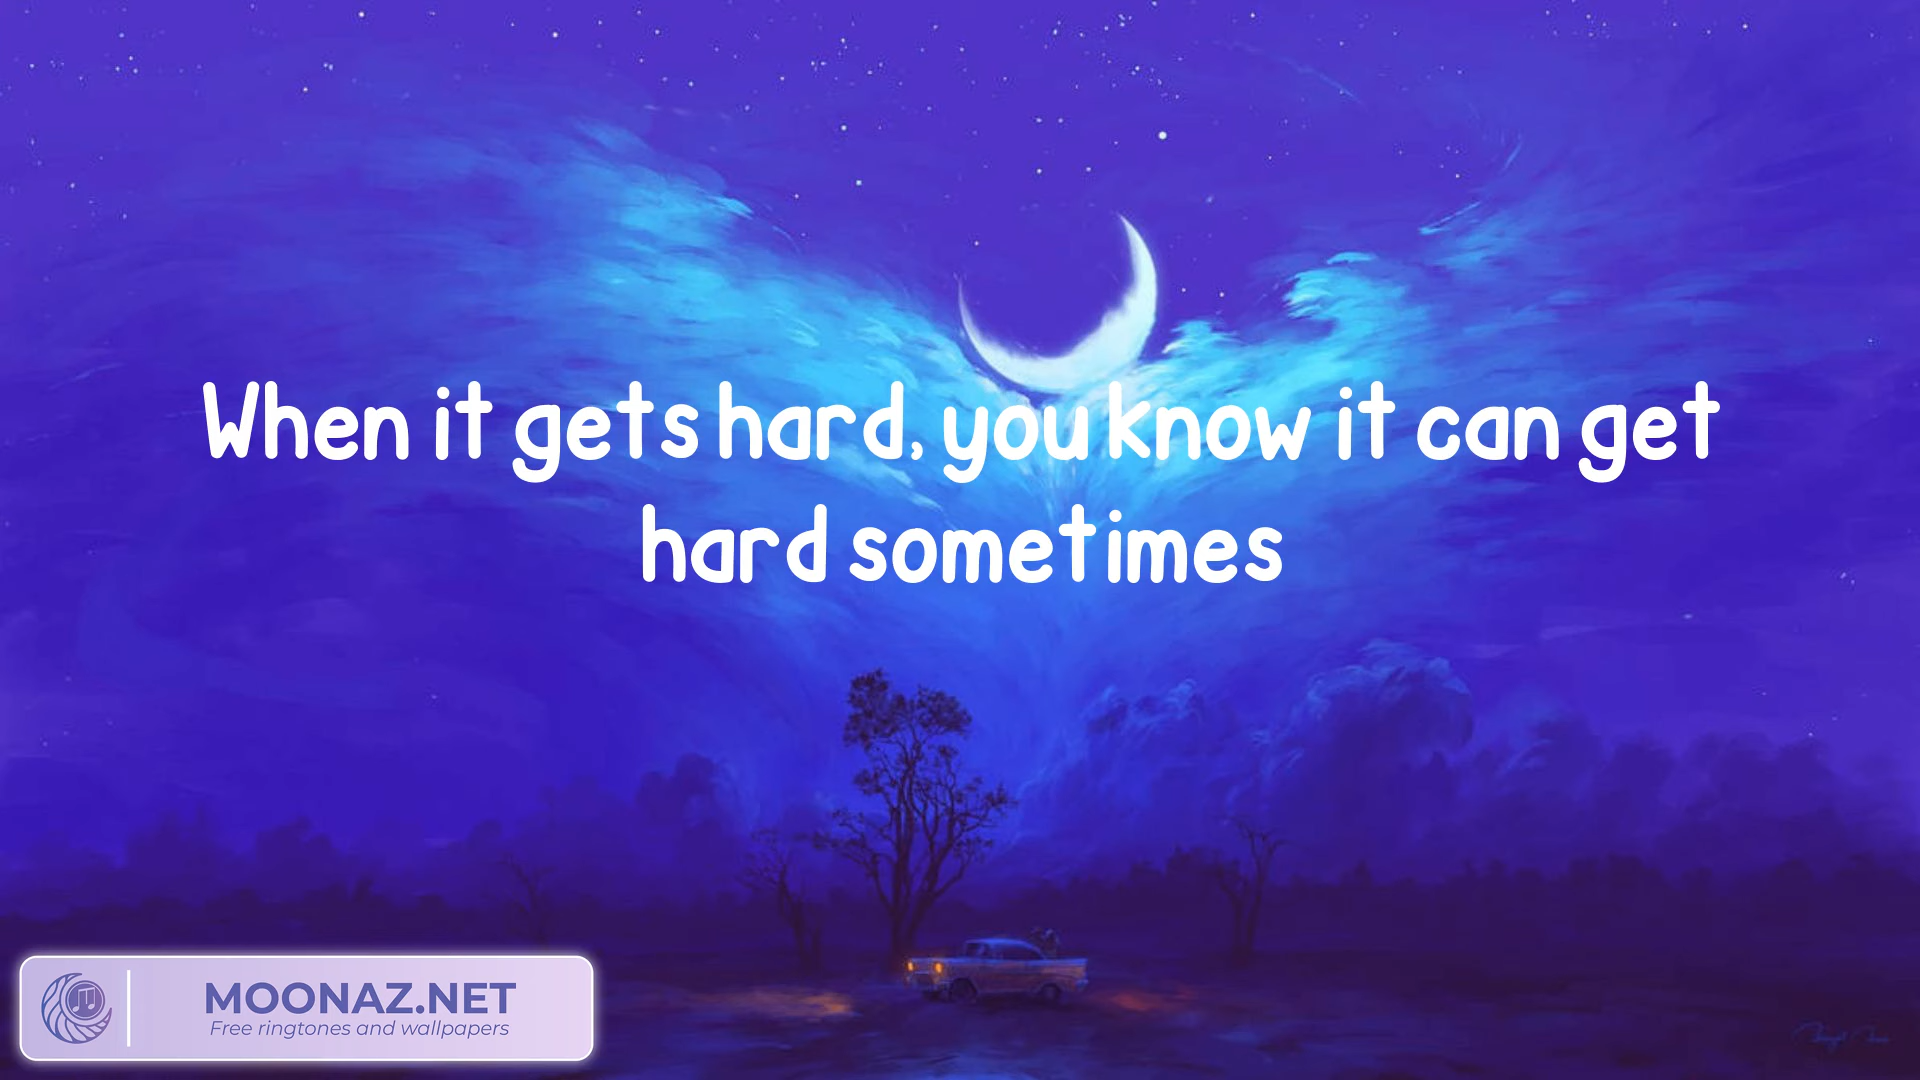 When it gets hard, you know it can get
hard sometimes
MOONAZ.NET
Free ringtones and wallpapers